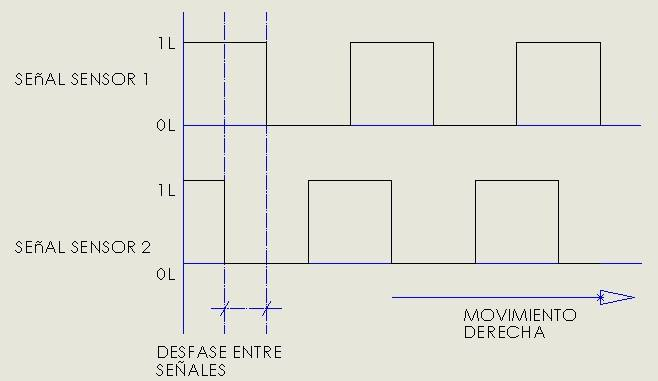 1L
SEñAL SENSOR 1
0L
1L
SEñAL SENSOR 2
0L
MOVIMIENTO
DERECHA
DESFASE ENTRE
SEÑALES